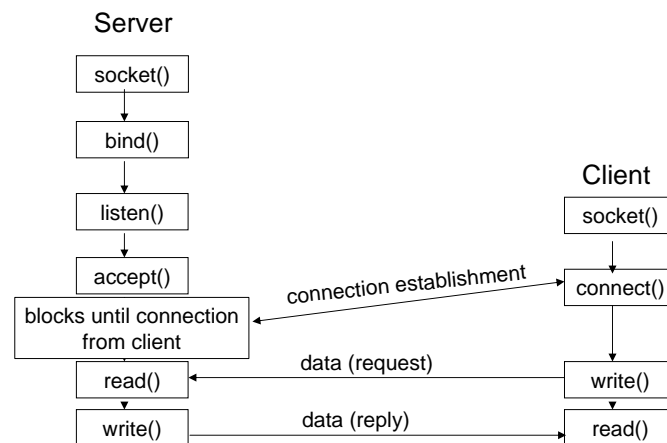 Server
socket()
bind()
listen()
accept()
blocks until connection
from client
read()
write()
connection establishment
data (request)
data (reply)
Client
socket()
connect()
write()
read()